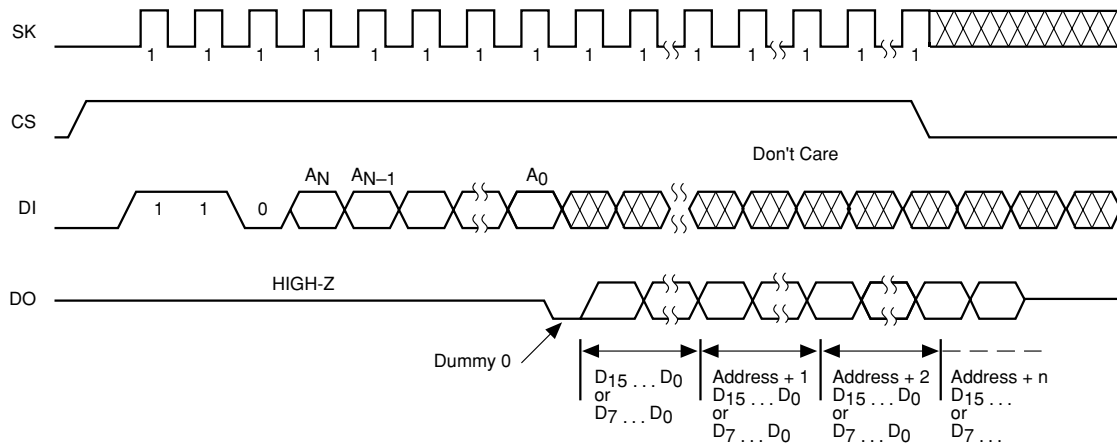 SK
1 1 1 1 1 1 1 1 1 1 1 1 1 1 1
CS
Don't Care
AN AN–1 A0
DI
1 1 0
HIGH-Z
DO
Dummy 0
D15 . . . D0
or
D7 . . . D0
Address + 1
D15 . . . D0
or
D7 . . . D0
Address + 2
D15 . . . D0
or
D7 . . . D0
Address + n
D15 . . .
or
D7 . . .